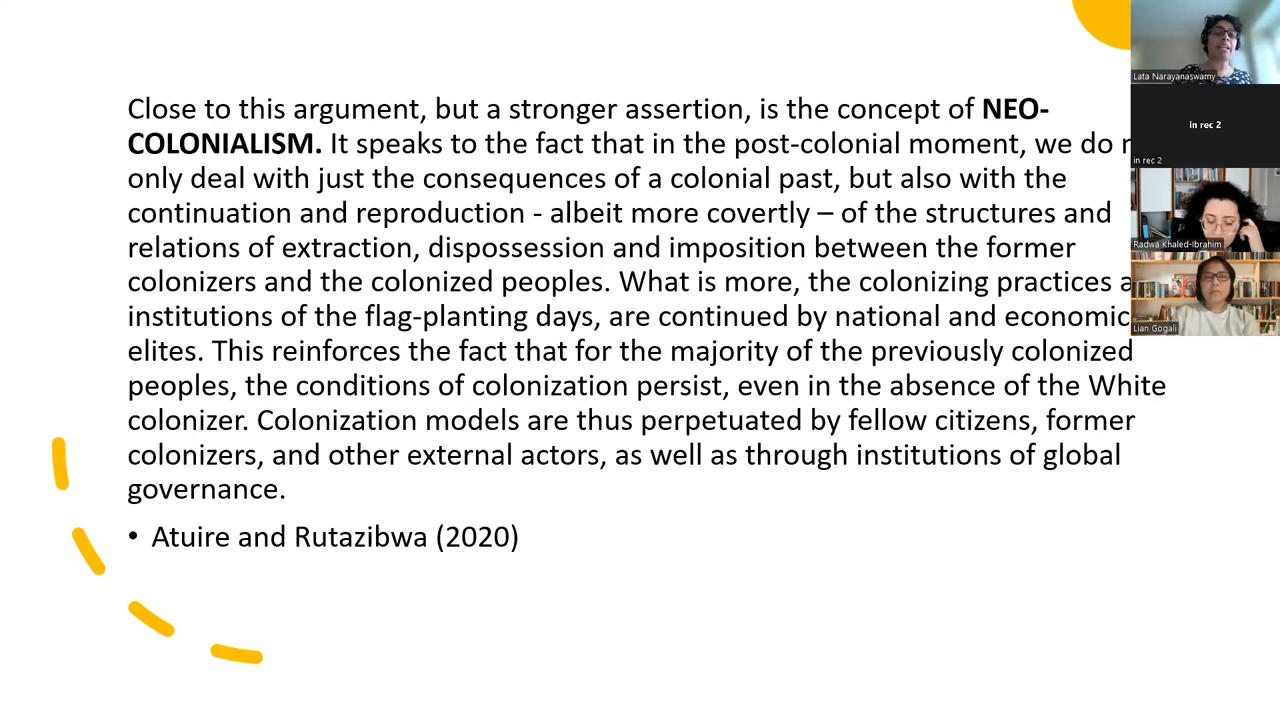 Close to this argument, but a stronger assertion, is the concept of NEO-
COLONIALISM. It speaks to the fact that in the post-colonial moment, we do
only deal with just the consequences of a colonial past, but also with the
continuation and reproduction - albeit more covertly – of the structures and
relations of extraction, dispossession and imposition between the former
colonizers and the colonized peoples. What is more, the colonizing practices
institutions of the flag-planting days, are continued by national and economic
elites. This reinforces the fact that for the majority of the previously colonized
peoples, the conditions of colonization persist, even in the absence of the White
colonizer. Colonization models are thus perpetuated by fellow citizens, former
colonizers, and other external actors, as well as through institutions of global
governance.
• Atuire and Rutazibwa (2020)
Lata Narayanaswamy
in rec 2
in rec 2
Radwa Khaled-Ibrahim
Lian Gogali